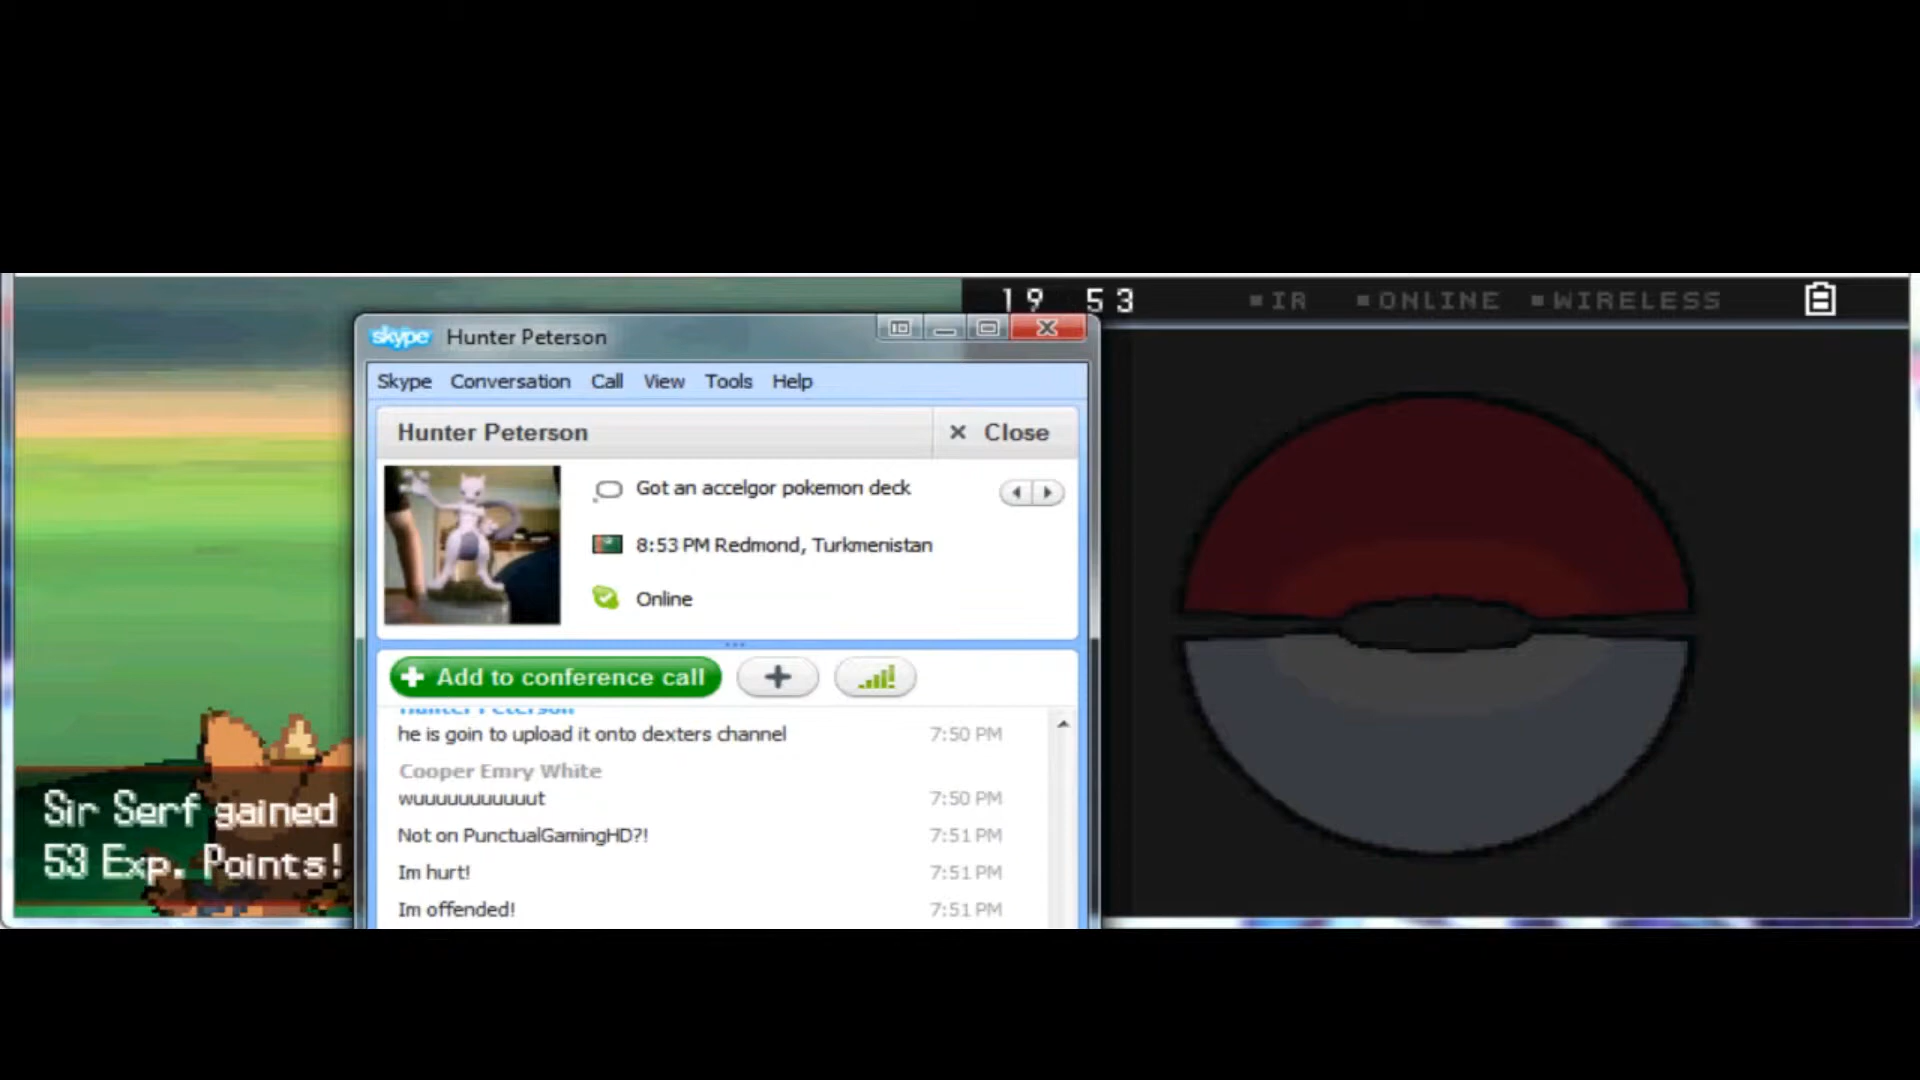 19 53
IR
ONLINE
WIRELESS
skype Hunter Peterson
Skype Conversation Call View Tools Help
Hunter Peterson
Close
Got an accelgor pokemon deck
8:53 PM Redmond, Turkmenistan
Online
Add to conference call
Hunter Peterson
he is goin to upload it onto dexters channel 7:50 PM
Cooper Emry White
wuuuuuuuuuuut 7:50 PM
Not on PunctualGamingHD?! 7:51 PM
Im hurt! 7:51 PM
Im offended! 7:51 PM
Sir Serf gained
53 Exp. Points!